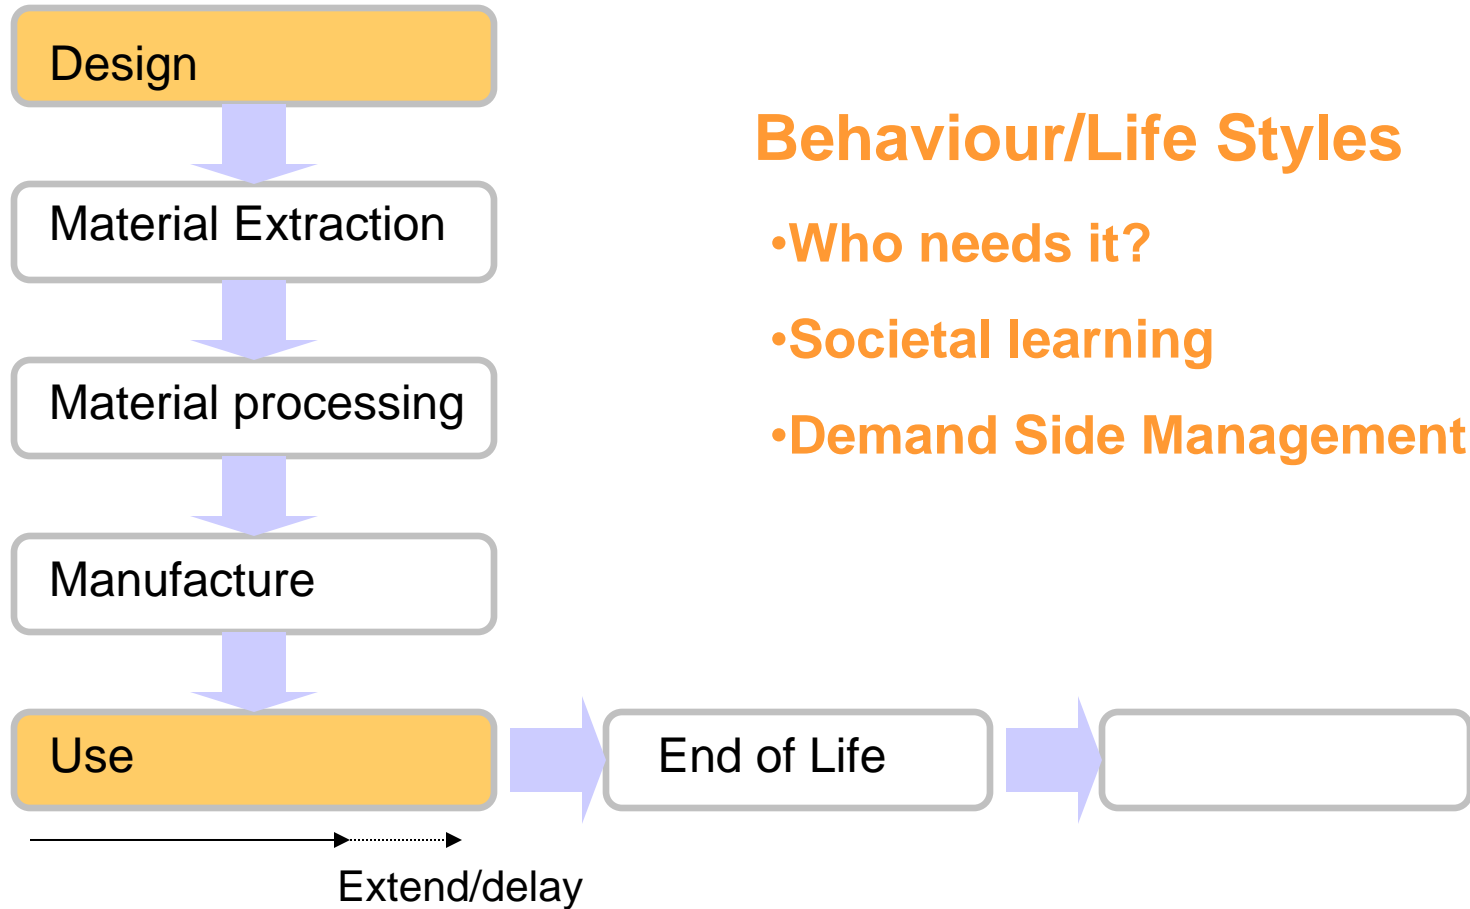 Design
Material Extraction
Material processing
Manufacture
Use
End of Life
Extend/delay
Behaviour/Life Styles
•Who needs it?
•Societal learning
•Demand Side Management